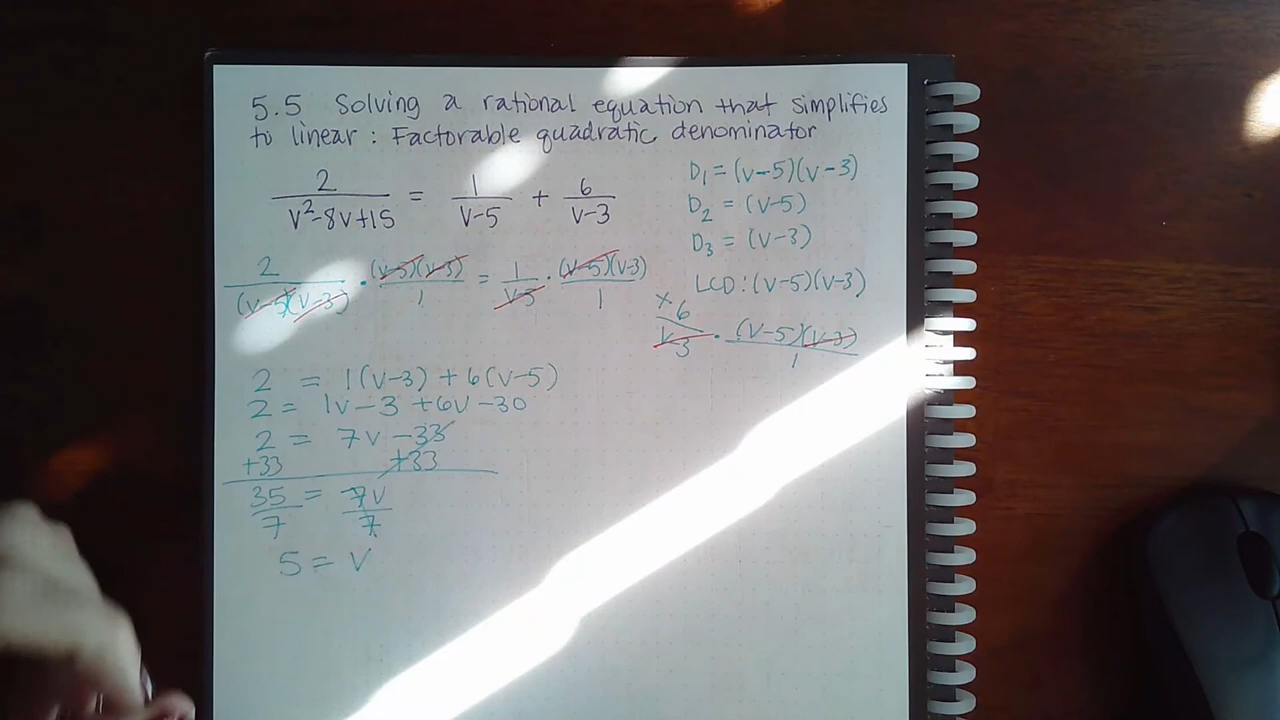 5.5 Solving a rational equation that simplifies
to linear : Factorable quadratic denominator
2/(v²-8v+15) = 1/(v-5) + 6/(v-3)
D₁ = (v-5)(v-3)
D₂ = (v-5)
D₃ = (v-3)
LCD: (v-5)(v-3)
2/((v-5)(v-3)) · (v-5)(v-3)/1 = 1/(v-5) · (v-5)(v-3)/1
× 6/(v-3) · (v-5)(v-3)/1
2 = 1(v-3) + 6(v-5)
2 = 1v - 3 + 6v - 30
2 = 7v - 33
+33 +33
35/7 = 7v/7
5 = v